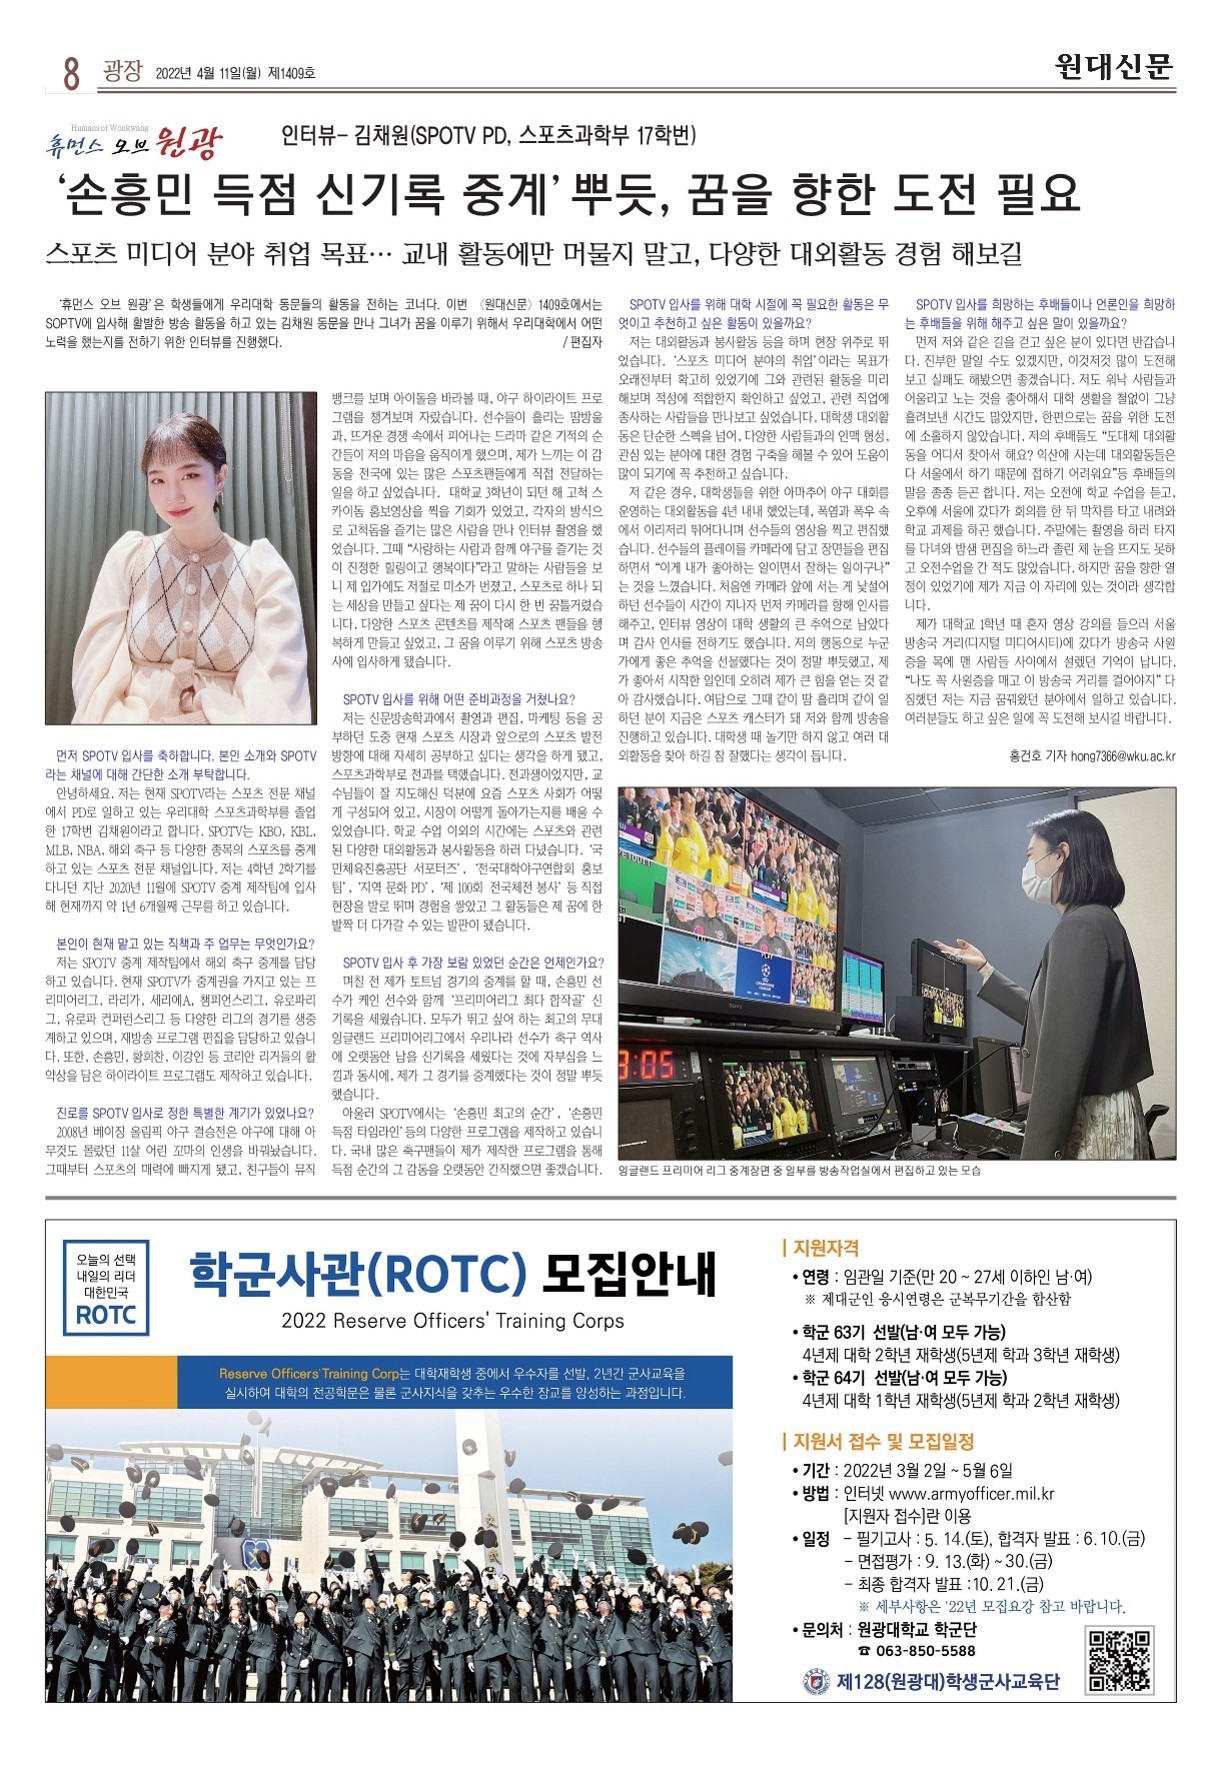 8 광장 2022년 4월 11일(월) 제1409호
원대신문
Humans of Wonkwang
휴먼스 오브 원광
인터뷰- 김채원(SPOTV PD, 스포츠과학부 17학번)
‘손흥민 득점 신기록 중계’ 뿌듯, 꿈을 향한 도전 필요
스포츠 미디어 분야 취업 목표… 교내 활동에만 머물지 말고, 다양한 대외활동 경험 해보길
‘휴먼스 오브 원광’은 학생들에게 우리대학 동문들의 활동을 전하는 코너다. 이번 〈원대신문〉 1409호에서는
SOPTV에 입사해 활발한 방송 활동을 하고 있는 김채원 동문을 만나 그녀가 꿈을 이루기 위해서 우리대학에서 어떤
노력을 했는지를 전하기 위한 인터뷰를 진행했다. / 편집자
먼저 SPOTV 입사를 축하합니다. 본인 소개와 SPOTV
라는 채널에 대해 간단한 소개 부탁합니다.
안녕하세요. 저는 현재 SPOTV라는 스포츠 전문 채널
에서 PD로 일하고 있는 우리대학 스포츠과학부를 졸업
한 17학번 김채원이라고 합니다. SPOTV는 KBO, KBL,
MLB, NBA, 해외 축구 등 다양한 종목의 스포츠를 중계
하고 있는 스포츠 전문 채널입니다. 저는 4학년 2학기를
다니던 지난 2020년 11월에 SPOTV 중계 제작팀에 입사
해 현재까지 약 1년 6개월째 근무를 하고 있습니다.
본인이 현재 맡고 있는 직책과 주 업무는 무엇인가요?
저는 SPOTV 중계 제작팀에서 해외 축구 중계를 담당
하고 있습니다. 현재 SPOTV가 중계권을 가지고 있는 프
리미어리그, 라리가, 세리에A, 챔피언스리그, 유로파리
그, 유로파 컨퍼런스리그 등 다양한 리그의 경기를 생중
계하고 있으며, 재방송 프로그램 편집을 담당하고 있습니
다. 또한, 손흥민, 황희찬, 이강인 등 코리안 리거들의 활
약상을 담은 하이라이트 프로그램도 제작하고 있습니다.
진로를 SPOTV 입사로 정한 특별한 계기가 있었나요?
2008년 베이징 올림픽 야구 결승전은 야구에 대해 아
무것도 몰랐던 11살 어린 꼬마의 인생을 바꿔놨습니다.
그때부터 스포츠의 매력에 빠지게 됐고, 친구들이 뮤직
뱅크를 보며 아이돌을 바라볼 때, 야구 하이라이트 프로
그램을 챙겨보며 자랐습니다. 선수들이 흘리는 땀방울
과, 뜨거운 경쟁 속에서 피어나는 드라마 같은 기적의 순
간들이 저의 마음을 움직이게 했으며, 제가 느끼는 이 감
동을 전국에 있는 많은 스포츠팬들에게 직접 전달하는
일을 하고 싶었습니다. 대학교 3학년이 되던 해 고척 스
카이돔 홍보영상을 찍을 기회가 있었고, 각자의 방식으
로 고척돔을 즐기는 많은 사람을 만나 인터뷰 촬영을 했
었습니다. 그때 “사랑하는 사람과 함께 야구를 즐기는 것
이 진정한 힐링이고 행복이다”라고 말하는 사람들을 보
니 제 입가에도 저절로 미소가 번졌고, 스포츠로 하나 되
는 세상을 만들고 싶다는 제 꿈이 다시 한 번 꿈틀거렸습
니다. 다양한 스포츠 콘텐츠를 제작해 스포츠 팬들을 행
복하게 만들고 싶었고, 그 꿈을 이루기 위해 스포츠 방송
사에 입사하게 됐습니다.
SPOTV 입사를 위해 어떤 준비과정을 거쳤나요?
저는 신문방송학과에서 촬영과 편집, 마케팅 등을 공
부하던 도중 현재 스포츠 시장과 앞으로의 스포츠 발전
방향에 대해 자세히 공부하고 싶다는 생각을 하게 됐고,
스포츠과학부로 전과를 택했습니다. 전과생이었지만, 교
수님들이 잘 지도해신 덕분에 요즘 스포츠 사회가 어떻
게 구성되어 있고, 시장이 어떻게 돌아가는지를 배울 수
있었습니다. 학교 수업 이외의 시간에는 스포츠와 관련
된 다양한 대외활동과 봉사활동을 하러 다녔습니다. ‘국
민체육진흥공단 서포터즈’, ‘전국대학야구연합회 홍보
팀’, ‘지역 문화 PD’, ‘제 100회 전국체전 봉사’ 등 직접
현장을 발로 뛰며 경험을 쌓았고 그 활동들은 제 꿈에 한
발짝 더 다가갈 수 있는 발판이 됐습니다.
SPOTV 입사 후 가장 보람 있었던 순간은 언제인가요?
며칠 전 제가 토트넘 경기의 중계를 할 때, 손흥민 선
수가 케인 선수와 함께 ‘프리미어리그 최다 합작골’ 신
기록을 세웠습니다. 모두가 뛰고 싶어 하는 최고의 무대
잉글랜드 프리미어리그에서 우리나라 선수가 축구 역사
에 오랫동안 남을 신기록을 세웠다는 것에 자부심을 느
낌과 동시에, 제가 그 경기를 중계했다는 것이 정말 뿌듯
했습니다.
아울러 SPOTV에서는 ‘손흥민 최고의 순간’, ‘손흥민
득점 타임라인’ 등의 다양한 프로그램을 제작하고 있습니
다. 국내 많은 축구팬들이 제가 제작한 프로그램을 통해
득점 순간의 그 감동을 오랫동안 간직했으면 좋겠습니다.
SPOTV 입사를 위해 대학 시절에 꼭 필요한 활동은 무
엇이고 추천하고 싶은 활동이 있을까요?
저는 대외활동과 봉사활동 등을 하며 현장 위주로 뛰
었습니다. ‘스포츠 미디어 분야의 취업’이라는 목표가
오래전부터 확고히 있었기에 그와 관련된 활동을 미리
해보며 적성에 적합한지 확인하고 싶었고, 관련 직업에
종사하는 사람들을 만나보고 싶었습니다. 대학생 대외활
동은 단순한 스펙을 넘어, 다양한 사람들과의 인맥 형성,
관심 있는 분야에 대한 경험 구축을 해볼 수 있어 도움이
많이 되기에 꼭 추천하고 싶습니다.
저 같은 경우, 대학생들을 위한 아마추어 야구 대회를
운영하는 대외활동을 4년 내내 했었는데, 폭염과 폭우 속
에서 이리저리 뛰어다니며 선수들의 영상을 찍고 편집했
습니다. 선수들의 플레이를 카메라에 담고 장면들을 편집
하면서 “이게 내가 좋아하는 일이면서 잘하는 일이구나”
는 것을 느꼈습니다. 처음엔 카메라 앞에 서는 게 낯설어
하던 선수들이 시간이 지나자 먼저 카메라를 향해 인사를
해주고, 인터뷰 영상이 대학 생활의 큰 추억으로 남았다
며 감사 인사를 전하기도 했습니다. 저의 행동으로 누군
가에게 좋은 추억을 선물했다는 것이 정말 뿌듯했고, 제
가 좋아서 시작한 일인데 오히려 제가 큰 힘을 얻는 것 같
아 감사했습니다. 여담으로 그때 같이 땀 흘리며 같이 일
하던 분이 지금은 스포츠 캐스터가 돼 저와 함께 방송을
진행하고 있습니다. 대학생 때 놀기만 하지 않고 여러 대
외활동을 찾아 하길 참 잘했다는 생각이 듭니다.
SPOTV 입사를 희망하는 후배들이나 언론인을 희망하
는 후배들을 위해 해주고 싶은 말이 있을까요?
먼저 저와 같은 길을 걷고 싶은 분이 있다면 반갑습니
다. 진부한 말일 수도 있겠지만, 이것저것 많이 도전해
보고 실패도 해봤으면 좋겠습니다. 저도 워낙 사람들과
어울리고 노는 것을 좋아해서 대학 생활을 철없이 그냥
흘려보낸 시간도 많았지만, 한편으로는 꿈을 위한 도전
에 소홀하지 않았습니다. 저의 후배들도 “도대체 대외활
동을 어디서 찾아서 해요? 익산에 사는데 대외활동들은
다 서울에서 하기 때문에 접하기 어려워요”등 후배들의
말을 종종 듣곤 합니다. 저는 오전에 학교 수업을 듣고,
오후에 서울에 갔다가 회의를 한 뒤 막차를 타고 내려와
학교 과제를 하곤 했습니다. 주말에는 촬영을 하러 타지
를 다녀와 밤샘 편집을 하느라 졸린 체 눈을 뜨지도 못하
고 오전수업을 간 적도 많았습니다. 하지만 꿈을 향한 열
정이 있었기에 제가 지금 이 자리에 있는 것이라 생각합
니다.
제가 대학교 1학년 때 혼자 영상 강의를 들으러 서울
방송국 거리(디지털 미디어시티)에 갔다가 방송국 사원
증을 목에 맨 사람들 사이에서 설렜던 기억이 납니다.
“나도 꼭 사원증을 매고 이 방송국 거리를 걸어야지” 다
짐했던 저는 지금 꿈꿔왔던 분야에서 일하고 있습니다.
여러분들도 하고 싶은 일에 꼭 도전해 보시길 바랍니다.
홍건호 기자 hong7366@wku.ac.kr
3:05
잉글랜드 프리미어 리그 중계장면 중 일부를 방송작업실에서 편집하고 있는 모습
오늘의 선택
내일의 리더
대한민국
ROTC
학군사관(ROTC) 모집안내
2022 Reserve Officers' Training Corps
Reserve Officers' Training Corp는 대학재학생 중에서 우수자를 선발, 2년간 군사교육을
실시하여 대학의 전공학문은 물론 군사지식을 갖추는 우수한 장교를 양성하는 과정입니다.
지원자격
• 연령 : 임관일 기준(만 20 ~ 27세 이하인 남·여)
※ 제대군인 응시연령은 군복무기간을 합산함
• 학군 63기 선발(남·여 모두 가능)
4년제 대학 2학년 재학생(5년제 학과 3학년 재학생)
• 학군 64기 선발(남·여 모두 가능)
4년제 대학 1학년 재학생(5년제 학과 2학년 재학생)
지원서 접수 및 모집일정
• 기간 : 2022년 3월 2일 ~ 5월 6일
• 방법 : 인터넷 www.armyofficer.mil.kr
[지원자 접수]란 이용
• 일정 – 필기고사 : 5. 14.(토), 합격자 발표 : 6. 10.(금)
– 면접평가 : 9. 13.(화) ~ 30.(금)
– 최종 합격자 발표 :10. 21.(금)
※ 세부사항은 ‘22년 모집요강 참고 바랍니다.
• 문의처 : 원광대학교 학군단
☎ 063-850-5588
제128(원광대)학생군사교육단